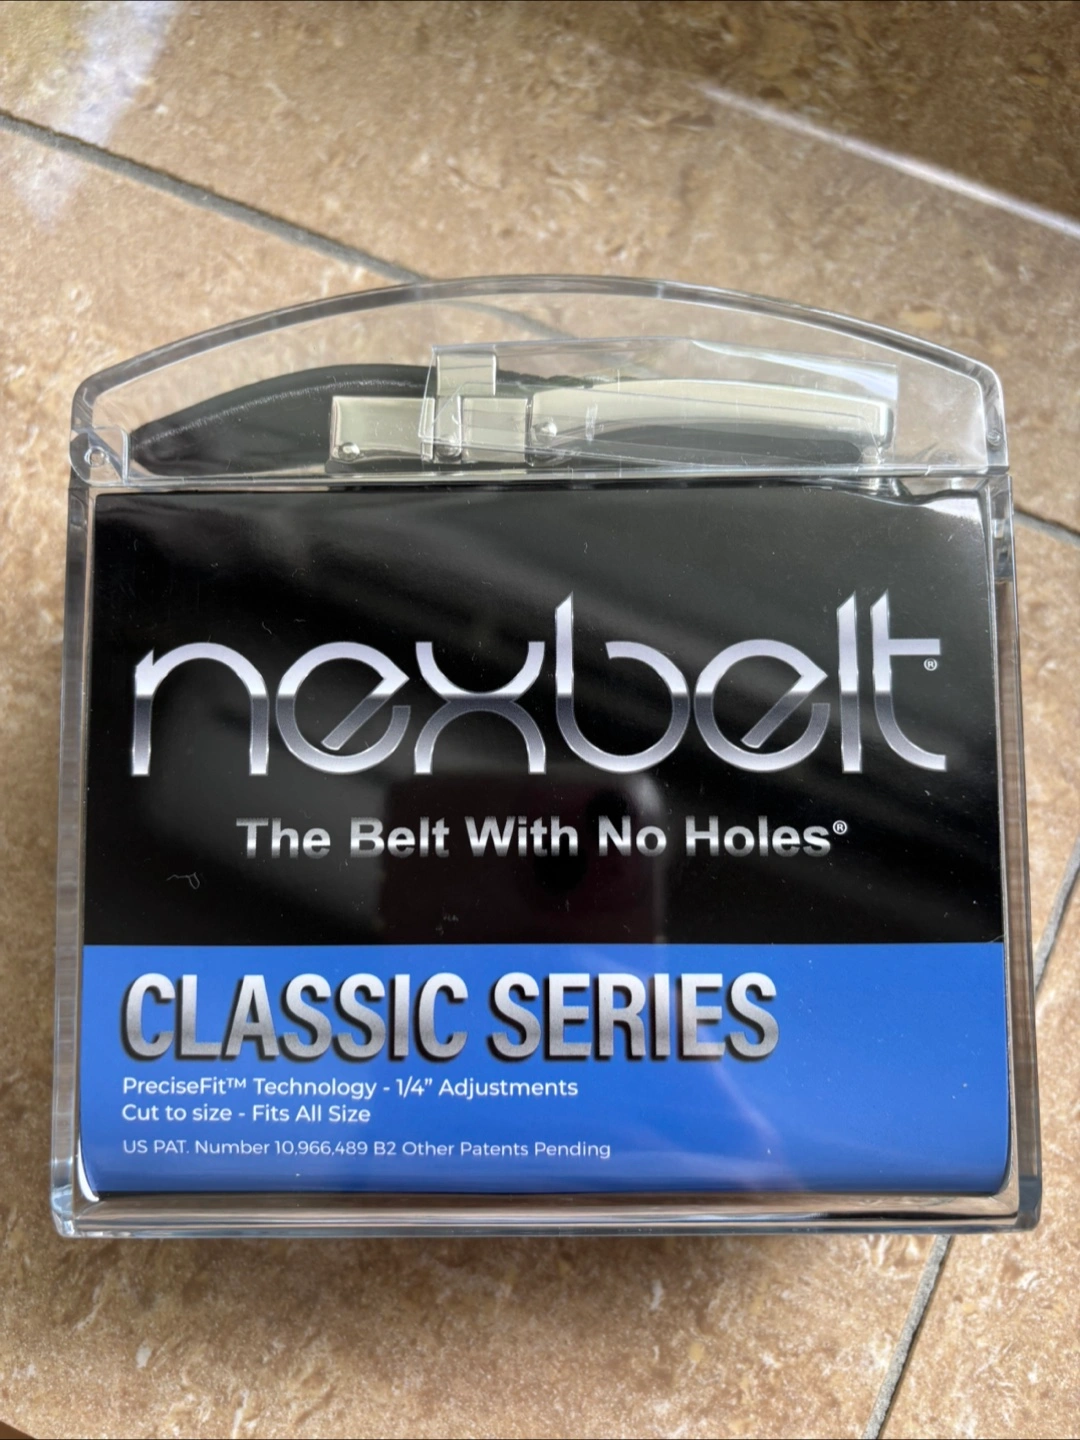 nexbelt®
The Belt With No Holes®
CLASSIC SERIES
PreciseFit™ Technology - 1/4” Adjustments
Cut to size - Fits All Size
US PAT. Number 10,966,489 B2 Other Patents Pending